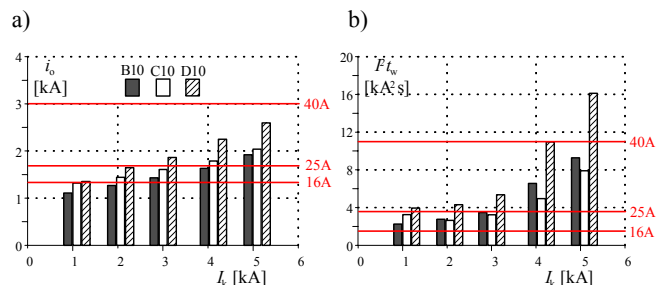 a)
b)
i_o
[kA]
B10 C10 D10
4
3
2
1
0
40A
25A
16A
0 1 2 3 4 5 6
I_k [kA]
I²t_w
[kA²s]
20
16
12
8
4
0
40A
25A
16A
0 1 2 3 4 5 6
I_k [kA]